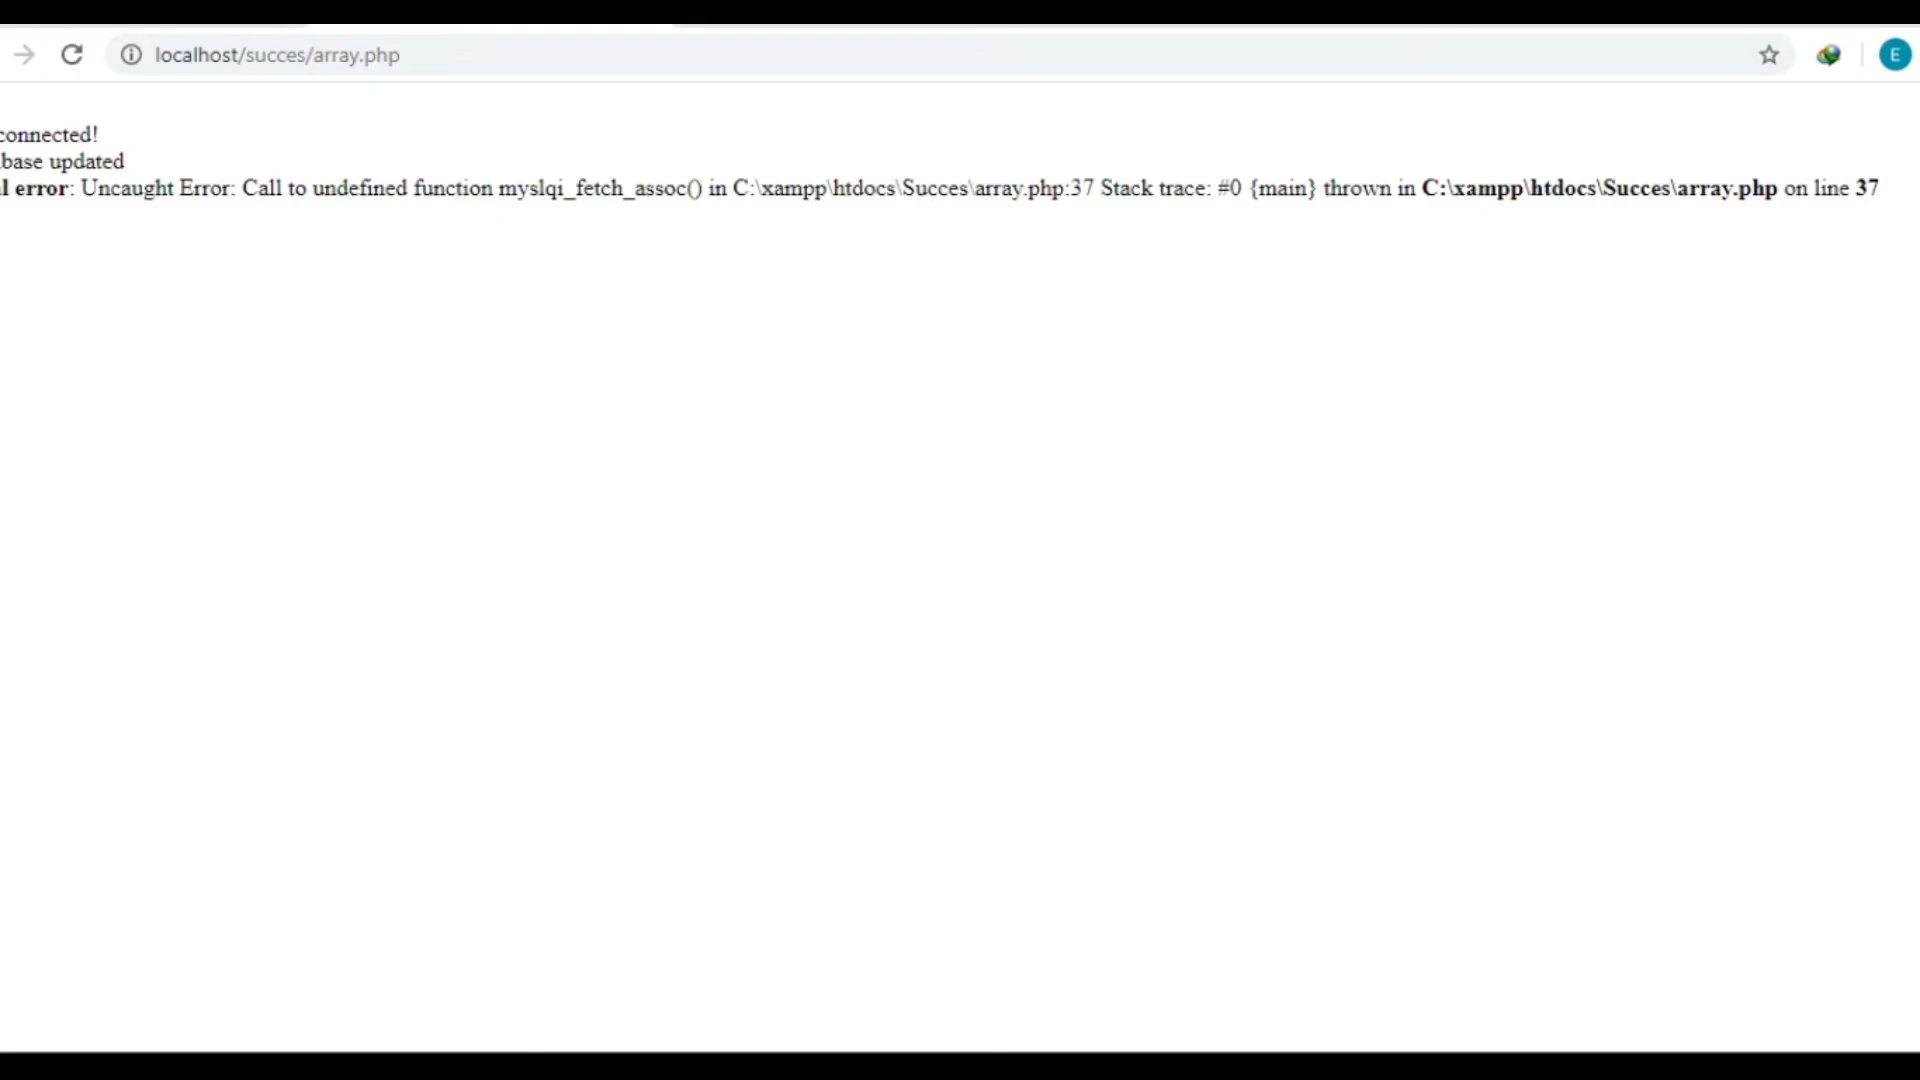 localhost/succes/array.php
E
connected!
base updated
l error: Uncaught Error: Call to undefined function myslqi_fetch_assoc() in C:\xampp\htdocs\Succes\array.php:37 Stack trace: #0 {main} thrown in C:\xampp\htdocs\Succes\array.php on line 37